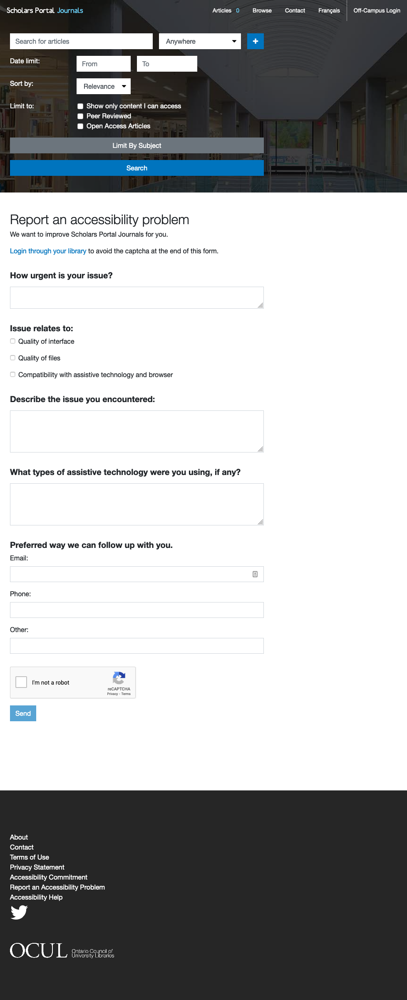 Scholars Portal Journals
Articles 0 Browse Contact Français Off-Campus Login
Search for articles Anywhere
Date limit: From To
Sort by: Relevance
Limit to: Show only content I can access
Peer Reviewed
Open Access Articles
Limit By Subject
Search
Report an accessibility problem
We want to improve Scholars Portal Journals for you.
Login through your library to avoid the captcha at the end of this form.
How urgent is your issue?
Issue relates to:
Quality of interface
Quality of files
Compatibility with assistive technology and browser
Describe the issue you encountered:
What types of assistive technology were you using, if any?
Preferred way we can follow up with you.
Email:
Phone:
Other:
I'm not a robot
reCAPTCHA
Privacy - Terms
Send
About
Contact
Terms of Use
Privacy Statement
Accessibility Commitment
Report an Accessibility Problem
Accessibility Help
OCUL Ontario Council of
University Libraries